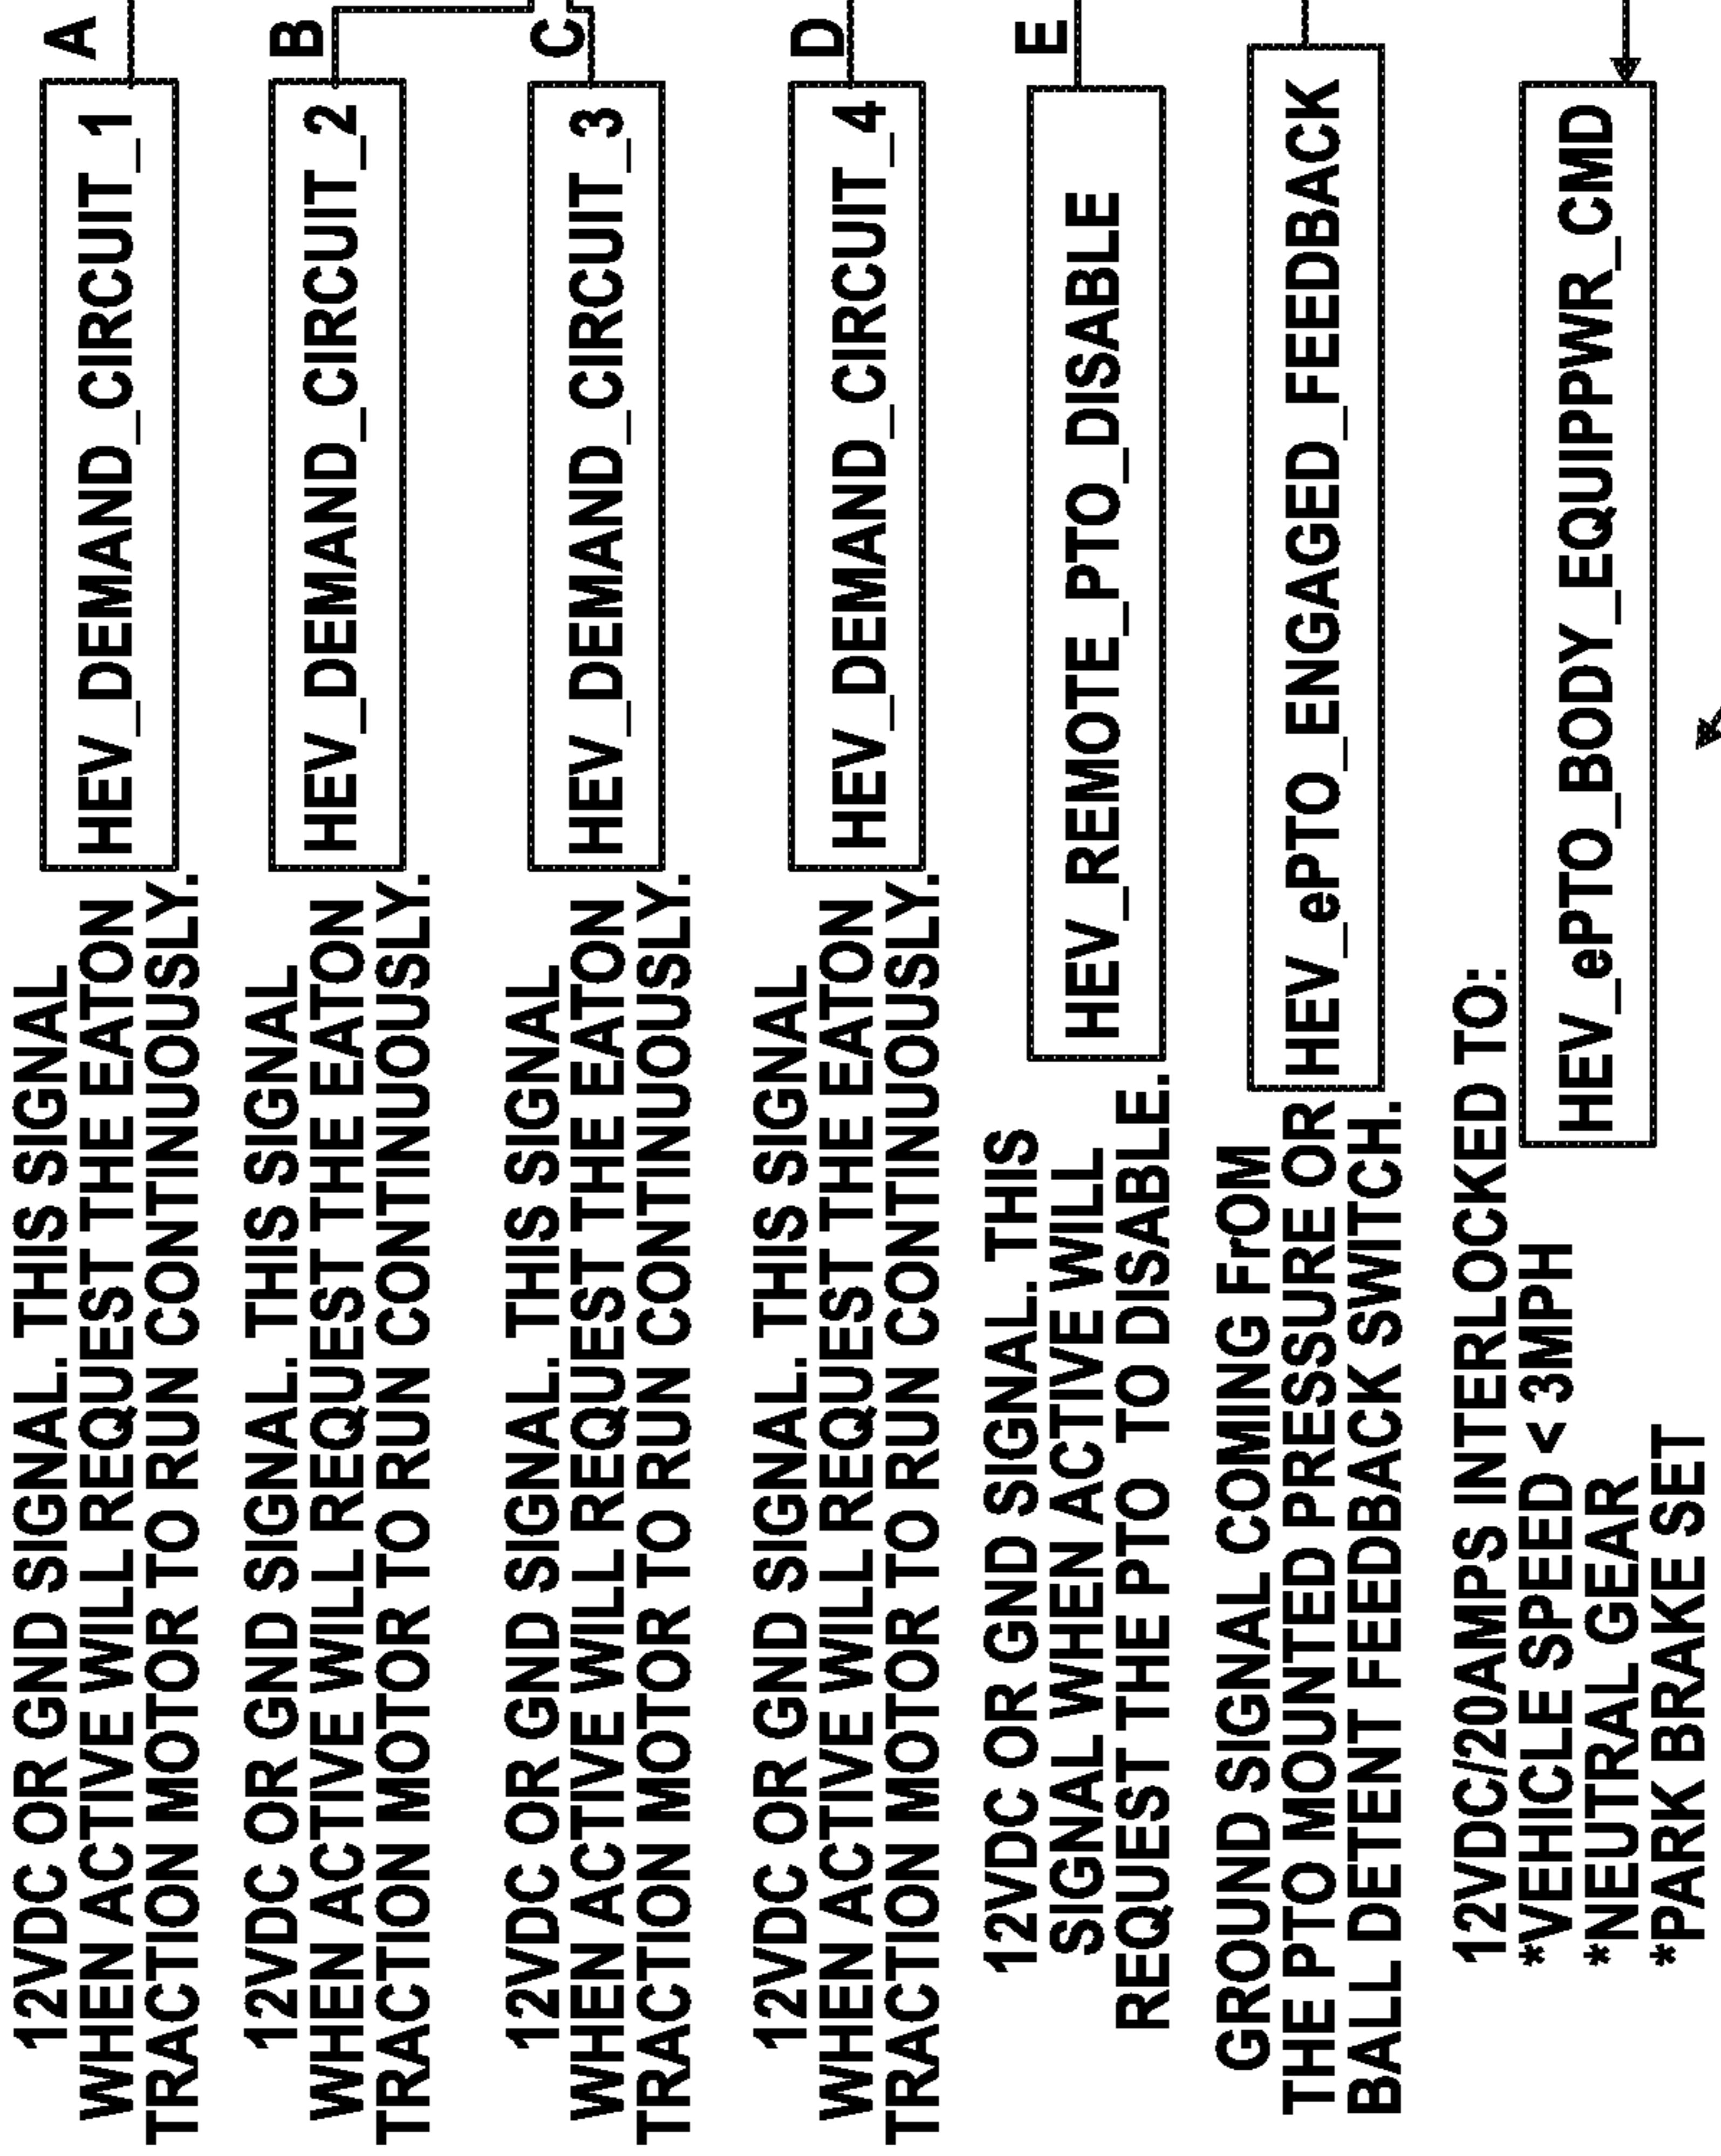 12VDC OR GND SIGNAL. THIS SIGNAL
WHEN ACTIVE WILL REQUEST THE EATON
TRACTION MOTOR TO RUN CONTINUOUSLY.
HEV_DEMAND_CIRCUIT_1
A
12VDC OR GND SIGNAL. THIS SIGNAL
WHEN ACTIVE WILL REQUEST THE EATON
TRACTION MOTOR TO RUN CONTINUOUSLY.
HEV_DEMAND_CIRCUIT_2
B
12VDC OR GND SIGNAL. THIS SIGNAL
WHEN ACTIVE WILL REQUEST THE EATON
TRACTION MOTOR TO RUN CONTINUOUSLY.
HEV_DEMAND_CIRCUIT_3
C
12VDC OR GND SIGNAL. THIS SIGNAL
WHEN ACTIVE WILL REQUEST THE EATON
TRACTION MOTOR TO RUN CONTINUOUSLY.
HEV_DEMAND_CIRCUIT_4
D
12VDC OR GND SIGNAL. THIS
SIGNAL WHEN ACTIVE WILL
REQUEST THE PTO TO DISABLE.
HEV_REMOTE_PTO_DISABLE
E
GROUND SIGNAL COMING FrOM
THE PTO MOUNTED PRESSURE OR
BALL DETENT FEEDBACK SWITCH.
HEV_ePTO_ENGAGED_FEEDBACK
12VDC/20AMPS INTERLOCKED TO:
*VEHICLE SPEED < 3MPH
*NEUTRAL GEAR
*PARK BRAKE SET
HEV_ePTO_BODY_EQUIPPWR_CMD